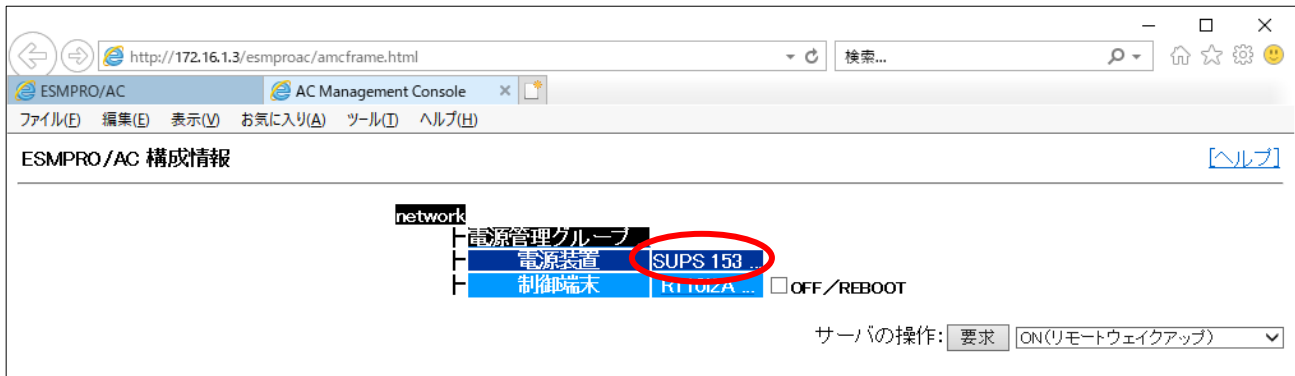 http://172.16.1.3/esmproac/amcframe.html 検索...
ESMPRO/AC AC Management Console
ファイル(F) 編集(E) 表示(V) お気に入り(A) ツール(T) ヘルプ(H)
ESMPRO/AC 構成情報 [ヘルプ]
network
電源管理グループ
電源装置 SUPS 153 ...
制御端末 OFF/REBOOT
サーバの操作: 要求 ON(リモートウェイクアップ)